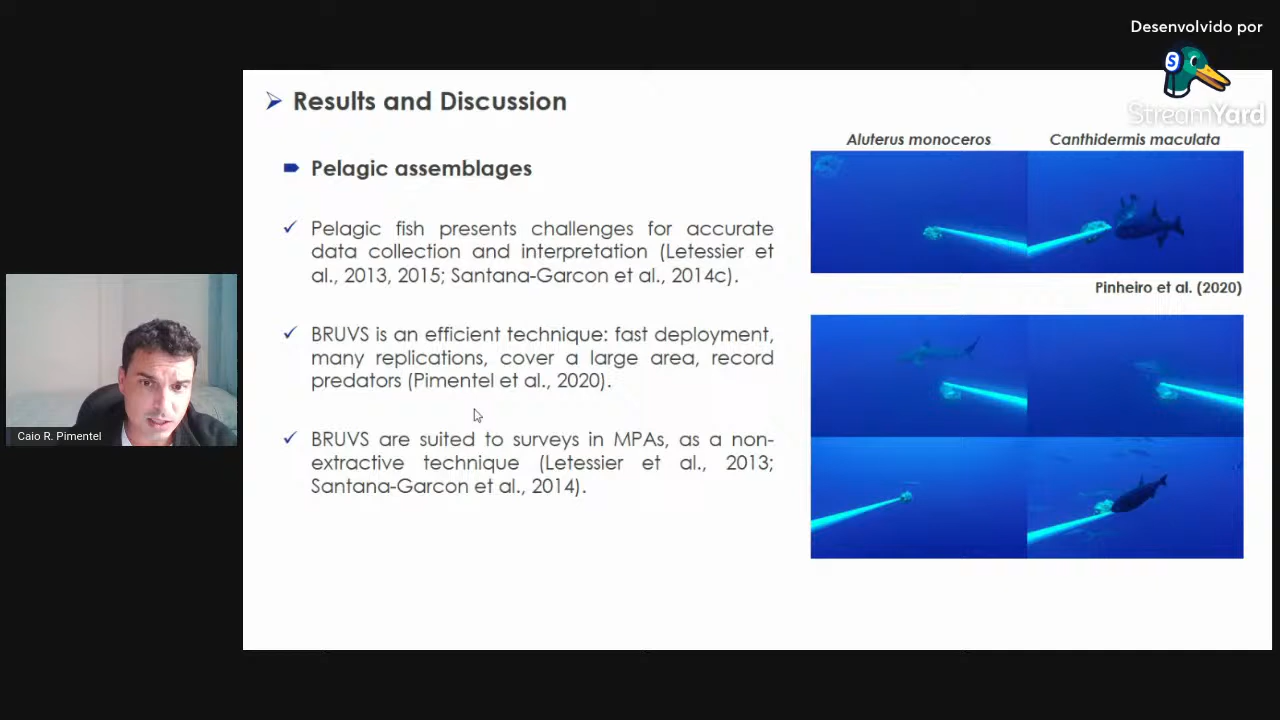 Desenvolvido por
S
StreamYard
Results and Discussion
Aluterus monoceros
Canthidermis maculata
Pelagic assemblages
Pelagic fish presents challenges for accurate
data collection and interpretation (Letessier et
al., 2013, 2015; Santana-Garcon et al., 2014c).
Pinheiro et al. (2020)
BRUVS is an efficient technique: fast deployment,
many replications, cover a large area, record
predators (Pimentel et al., 2020).
BRUVS are suited to surveys in MPAs, as a non-
extractive technique (Letessier et al., 2013;
Santana-Garcon et al., 2014).
Caio R. Pimentel